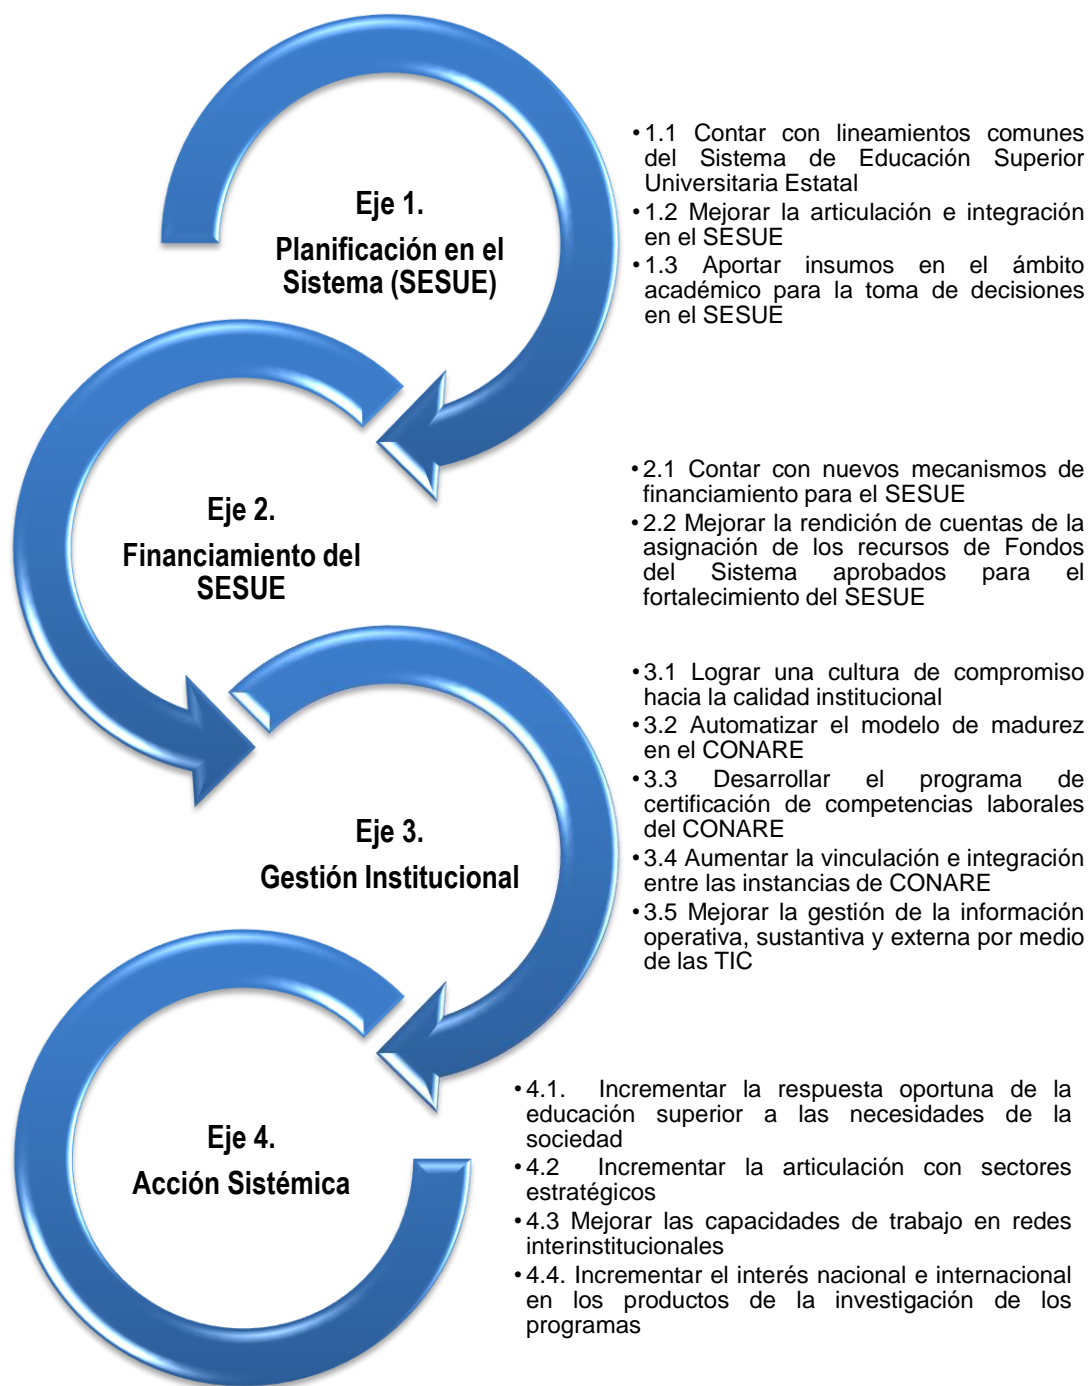 Eje 1.
Planificación en el
Sistema (SESUE)
•1.1 Contar con lineamientos comunes
del Sistema de Educación Superior
Universitaria Estatal
•1.2 Mejorar la articulación e integración
en el SESUE
•1.3 Aportar insumos en el ámbito
académico para la toma de decisiones
en el SESUE
Eje 2.
Financiamiento del
SESUE
•2.1 Contar con nuevos mecanismos de
financiamiento para el SESUE
•2.2 Mejorar la rendición de cuentas de la
asignación de los recursos de Fondos
del Sistema aprobados para el
fortalecimiento del SESUE
Eje 3.
Gestión Institucional
•3.1 Lograr una cultura de compromiso
hacia la calidad institucional
•3.2 Automatizar el modelo de madurez
en el CONARE
•3.3 Desarrollar el programa de
certificación de competencias laborales
del CONARE
•3.4 Aumentar la vinculación e integración
entre las instancias de CONARE
•3.5 Mejorar la gestión de la información
operativa, sustantiva y externa por medio
de las TIC
Eje 4.
Acción Sistémica
•4.1. Incrementar la respuesta oportuna de la
educación superior a las necesidades de la
sociedad
•4.2 Incrementar la articulación con sectores
estratégicos
•4.3 Mejorar las capacidades de trabajo en redes
interinstitucionales
•4.4. Incrementar el interés nacional e internacional
en los productos de la investigación de los
programas